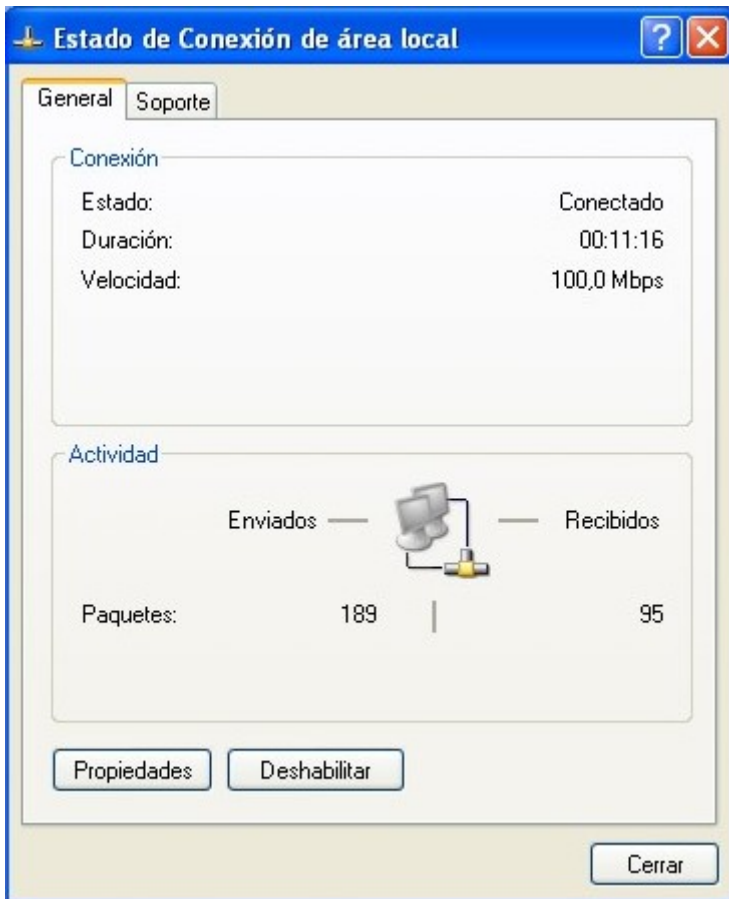 Estado de Conexión de área local
General Soporte
Conexión
Estado: Conectado
Duración: 00:11:16
Velocidad: 100,0 Mbps
Actividad
Enviados Recibidos
Paquetes: 189 95
Propiedades Deshabilitar
Cerrar